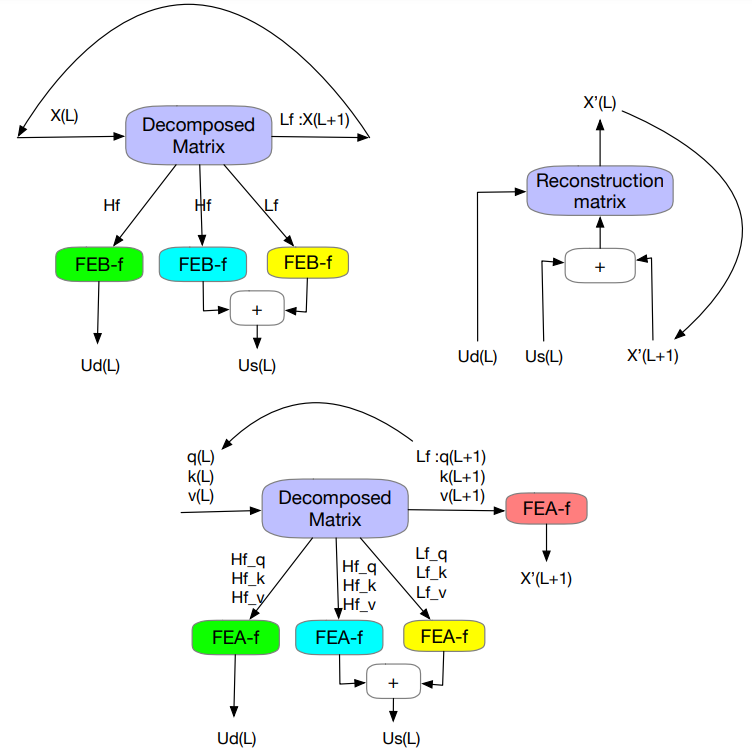 X(L)
Decomposed
Matrix
Lf :X(L+1)
Hf
Hf
Lf
FEB-f
FEB-f
FEB-f
+
Ud(L)
Us(L)
X'(L)
Reconstruction
matrix
+
Ud(L)
Us(L)
X'(L+1)
q(L)
k(L)
v(L)
Decomposed
Matrix
Lf :q(L+1)
k(L+1)
v(L+1)
FEA-f
X'(L+1)
Hf_q
Hf_k
Hf_v
Hf_q
Hf_k
Hf_v
Lf_q
Lf_k
Lf_v
FEA-f
FEA-f
FEA-f
+
Ud(L)
Us(L)